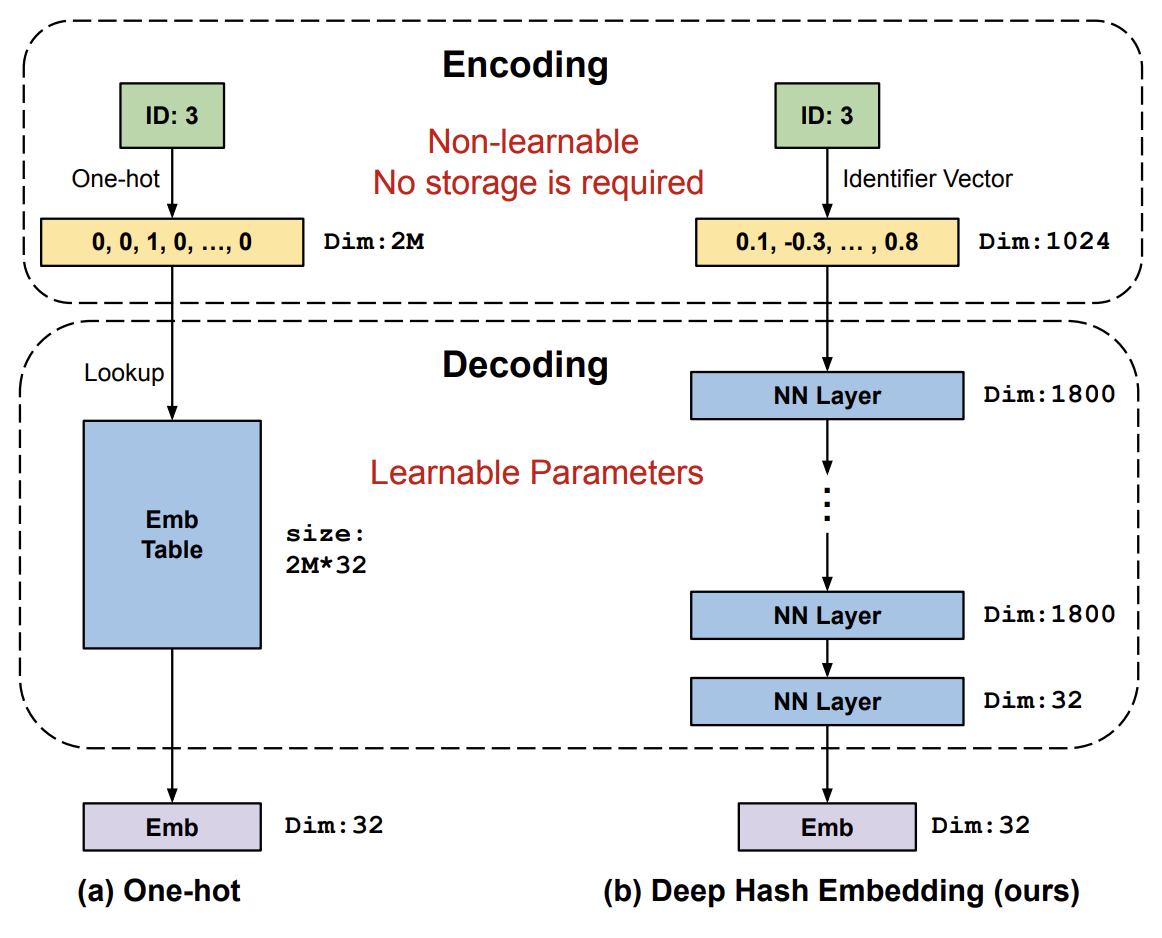 Encoding
ID: 3
ID: 3
Non-learnable
No storage is required
One-hot
Identifier Vector
0, 0, 1, 0, ..., 0
Dim:2M
0.1, -0.3, ... , 0.8
Dim:1024
Decoding
Lookup
NN Layer
Dim:1800
Learnable Parameters
Emb
Table
size:
2M*32
⋮
NN Layer
Dim:1800
NN Layer
Dim:32
Emb
Dim:32
Emb
Dim:32
(a) One-hot
(b) Deep Hash Embedding (ours)